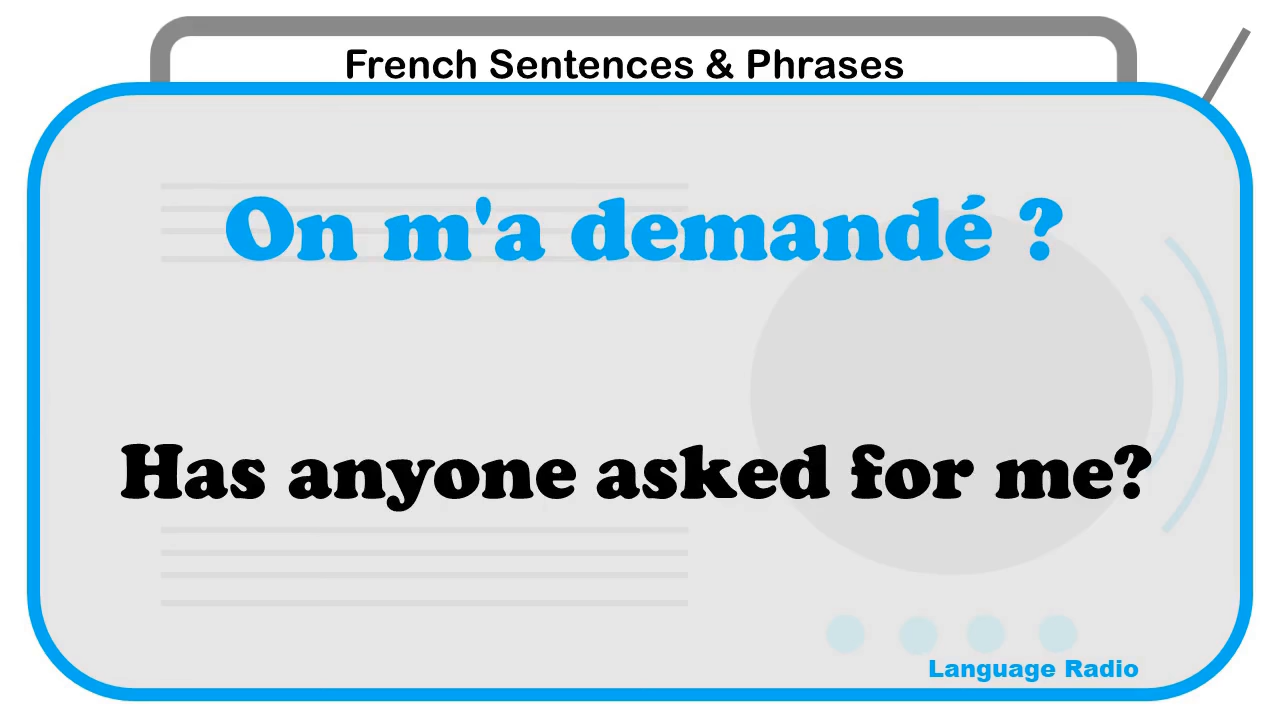 French Sentences & Phrases
On m'a demandé ?
Has anyone asked for me?
Language Radio